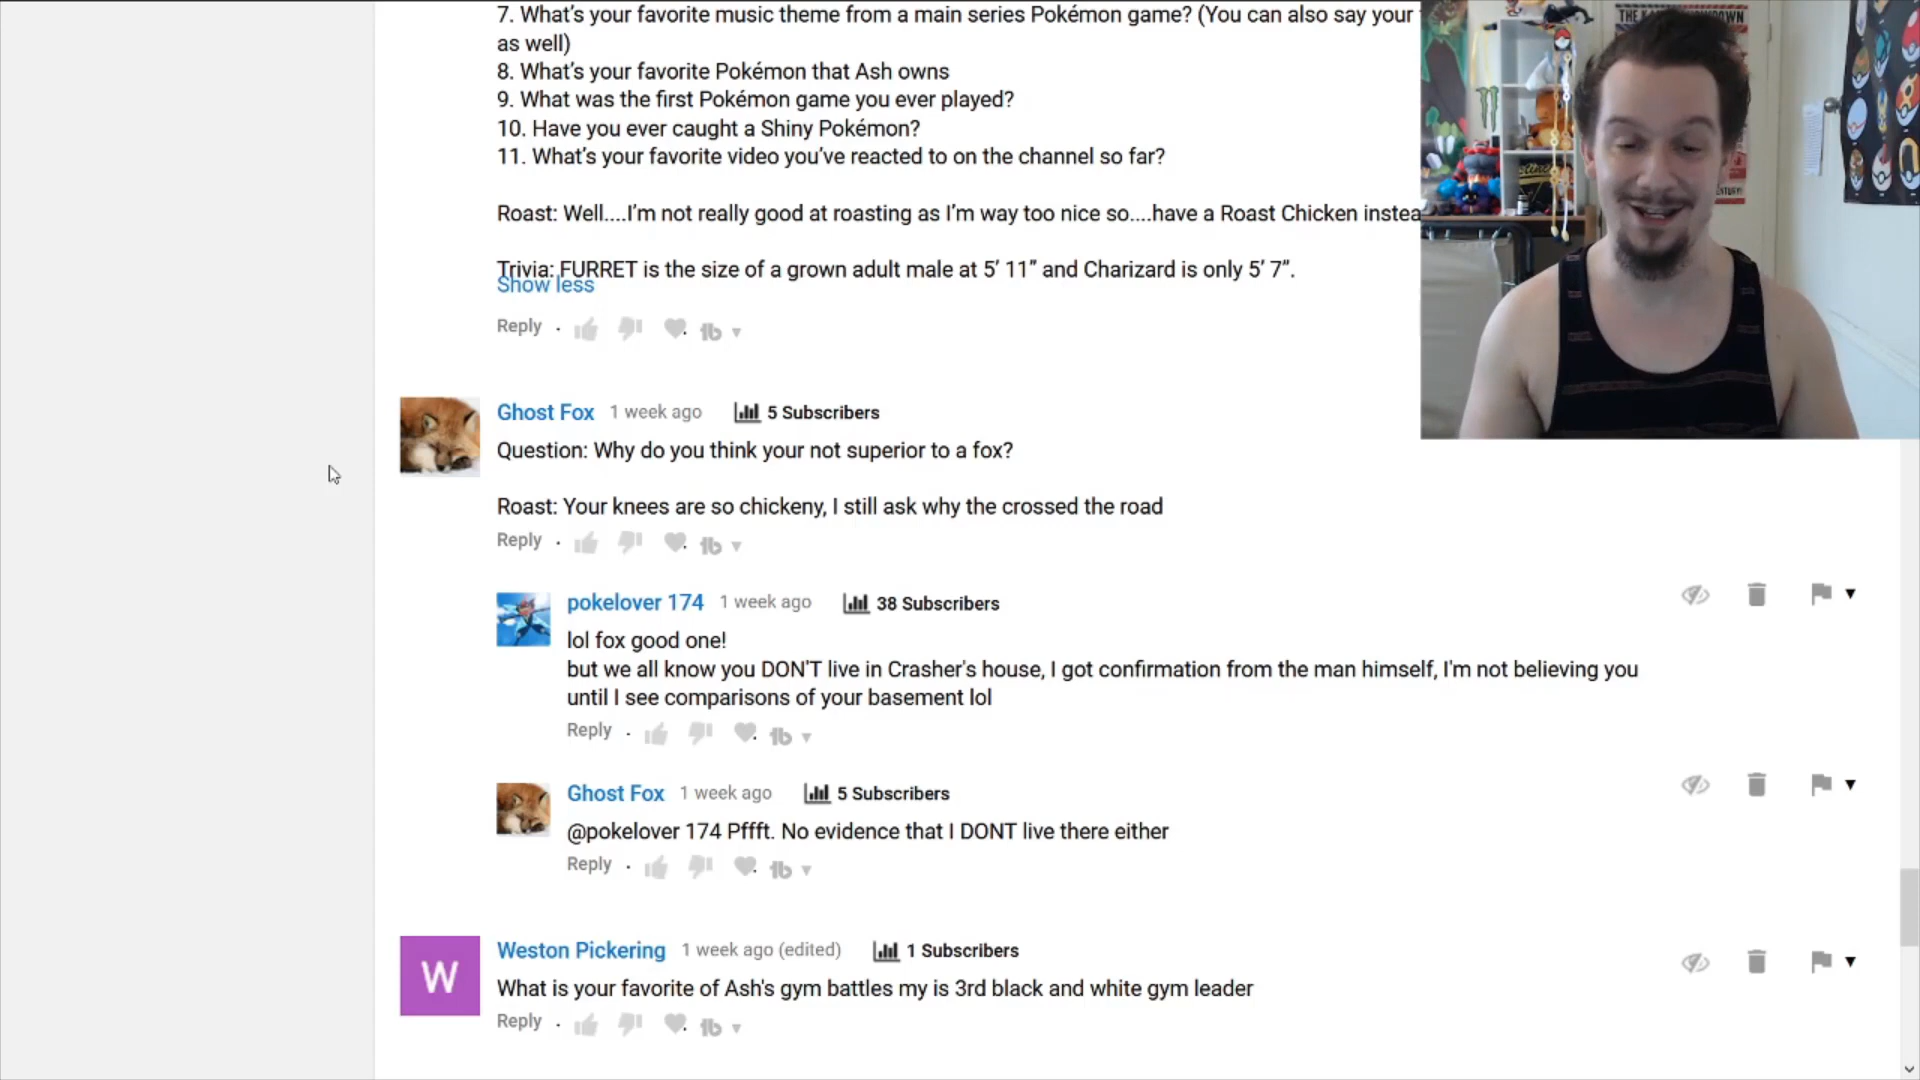 7. What's your favorite music theme from a main series Pokémon game? (You can also say your
as well)
8. What's your favorite Pokémon that Ash owns
9. What was the first Pokémon game you ever played?
10. Have you ever caught a Shiny Pokémon?
11. What's your favorite video you've reacted to on the channel so far?
Roast: Well....I'm not really good at roasting as I'm way too nice so....have a Roast Chicken instea
Trivia: FURRET is the size of a grown adult male at 5' 11” and Charizard is only 5' 7”.
Show less
Reply
Ghost Fox 1 week ago 5 Subscribers
Question: Why do you think your not superior to a fox?
Roast: Your knees are so chickeny, I still ask why the crossed the road
Reply
pokelover 174 1 week ago 38 Subscribers
lol fox good one!
but we all know you DON'T live in Crasher's house, I got confirmation from the man himself, I'm not believing you
until I see comparisons of your basement lol
Reply
Ghost Fox 1 week ago 5 Subscribers
@pokelover 174 Pffft. No evidence that I DONT live there either
Reply
W
Weston Pickering 1 week ago (edited) 1 Subscribers
What is your favorite of Ash's gym battles my is 3rd black and white gym leader
Reply